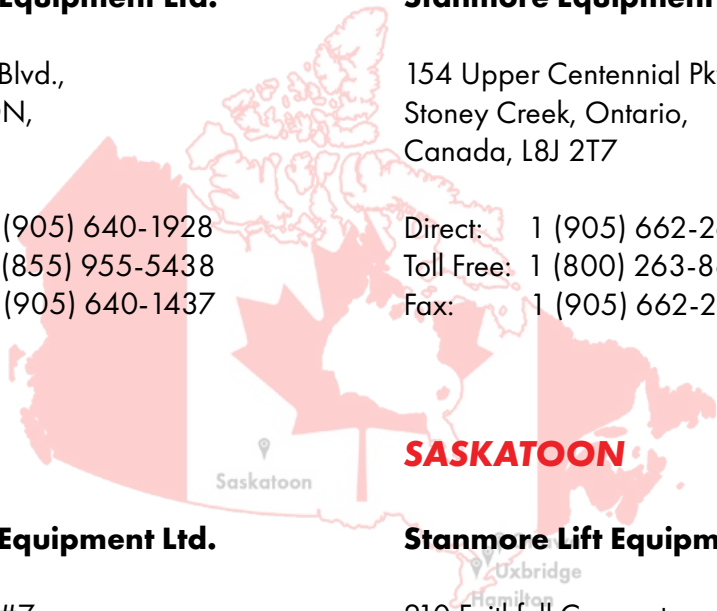 Equipment Ltd.
Blvd.,
ON,
(905) 640-1928
(855) 955-5438
(905) 640-1437
Stanmore Equipment
154 Upper Centennial Pk
Stoney Creek, Ontario,
Canada, L8J 2T7
Direct: 1 (905) 662-2
Toll Free: 1 (800) 263-8
Fax: 1 (905) 662-2
Saskatoon
SASKATOON
Equipment Ltd.
Stanmore Lift Equipm
Uxbridge
Hamilton